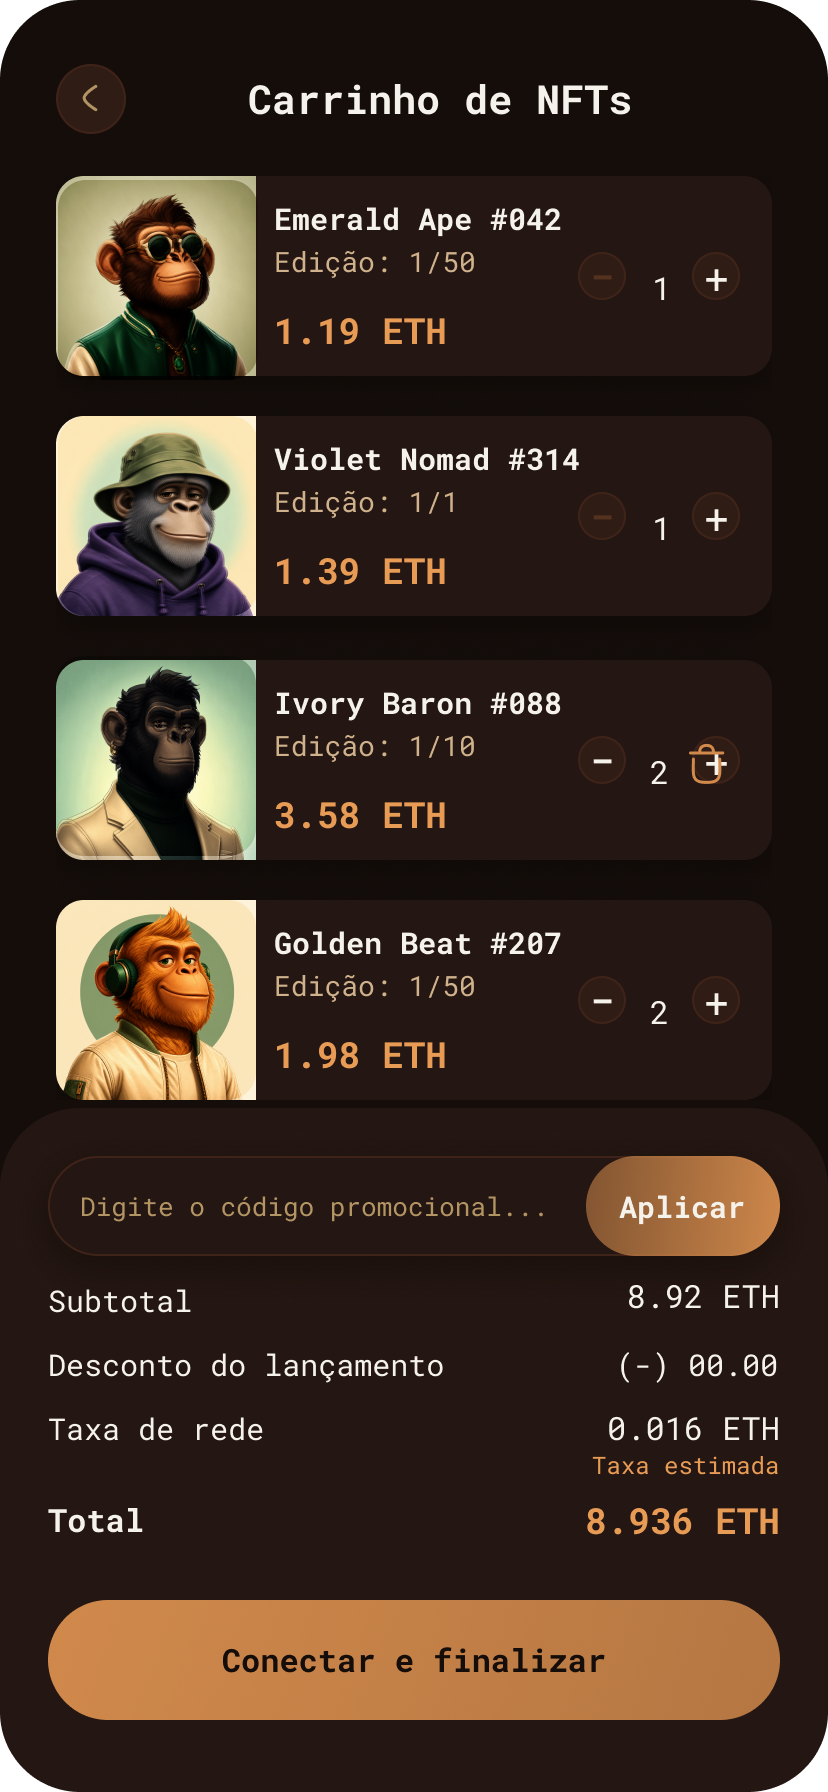 Carrinho de NFTs
Emerald Ape #042
Edição: 1/50
1
1.19 ETH
Violet Nomad #314
Edição: 1/1
1
1.39 ETH
Ivory Baron #088
Edição: 1/10
2
3.58 ETH
Golden Beat #207
Edição: 1/50
2
1.98 ETH
Digite o código promocional... Aplicar
Subtotal 8.92 ETH
Desconto do lançamento (-) 00.00
Taxa de rede 0.016 ETH
Taxa estimada
Total 8.936 ETH
Conectar e finalizar